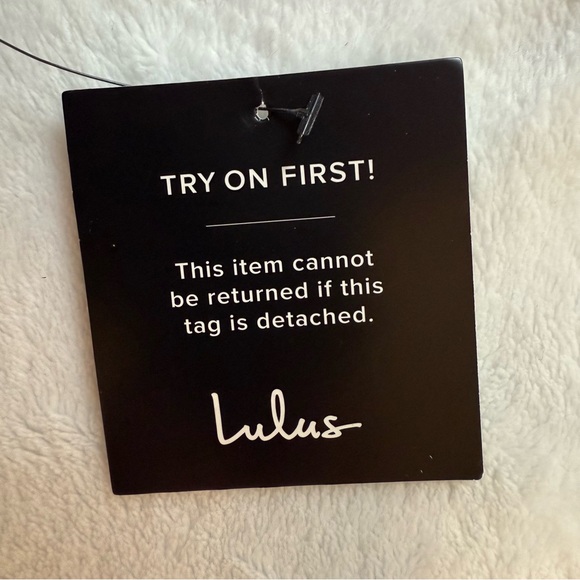 TRY ON FIRST!
This item cannot
be returned if this
tag is detached.
Lulus